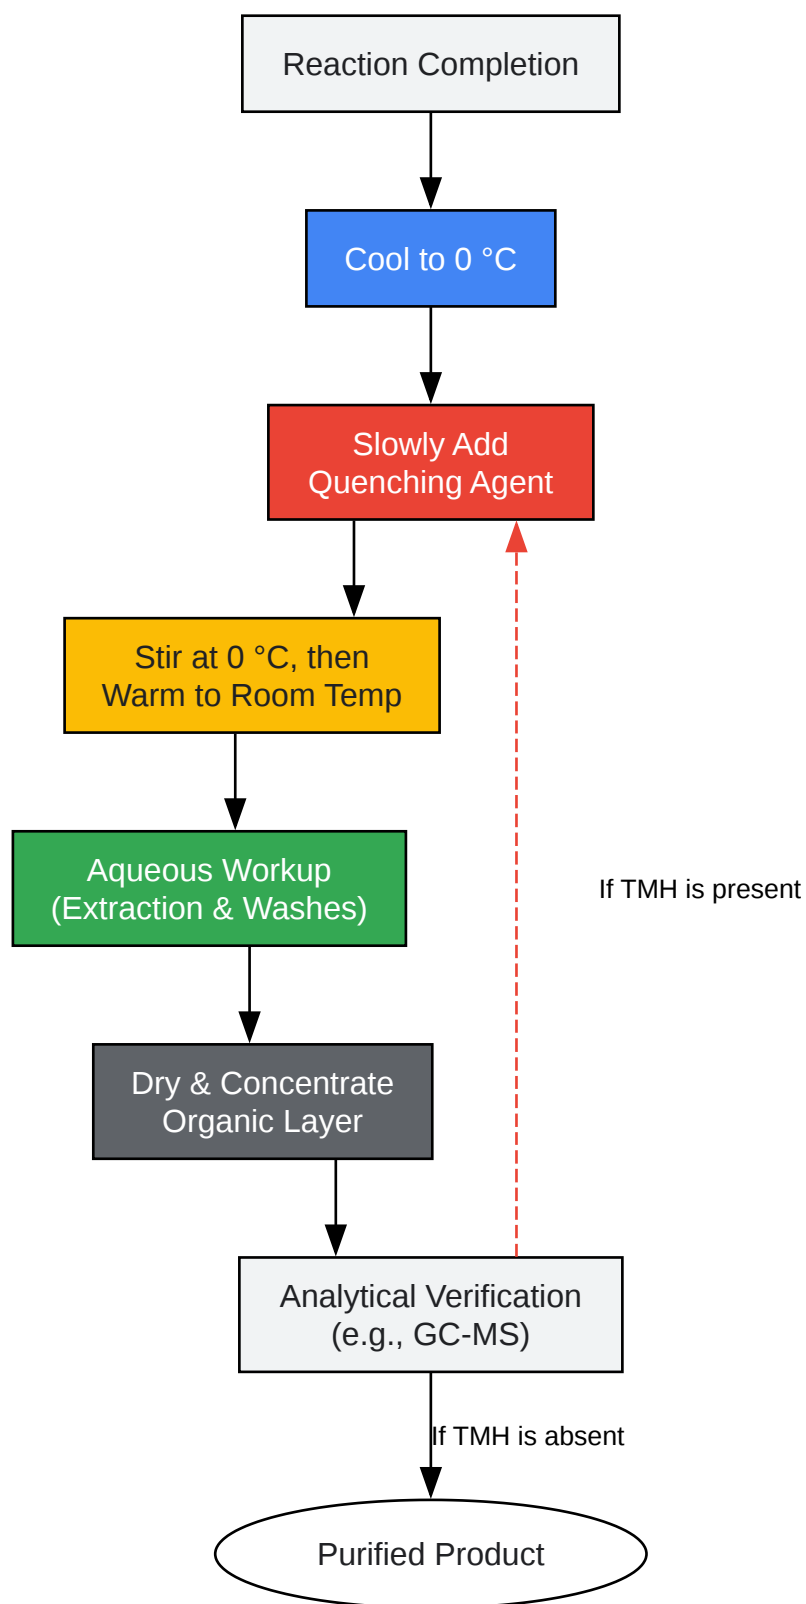 Reaction Completion
Cool to 0 °C
Slowly Add
Quenching Agent
Stir at 0 °C, then
Warm to Room Temp
Aqueous Workup
(Extraction & Washes)
If TMH is present
Dry & Concentrate
Organic Layer
Analytical Verification
(e.g., GC-MS)
If TMH is absent
Purified Product